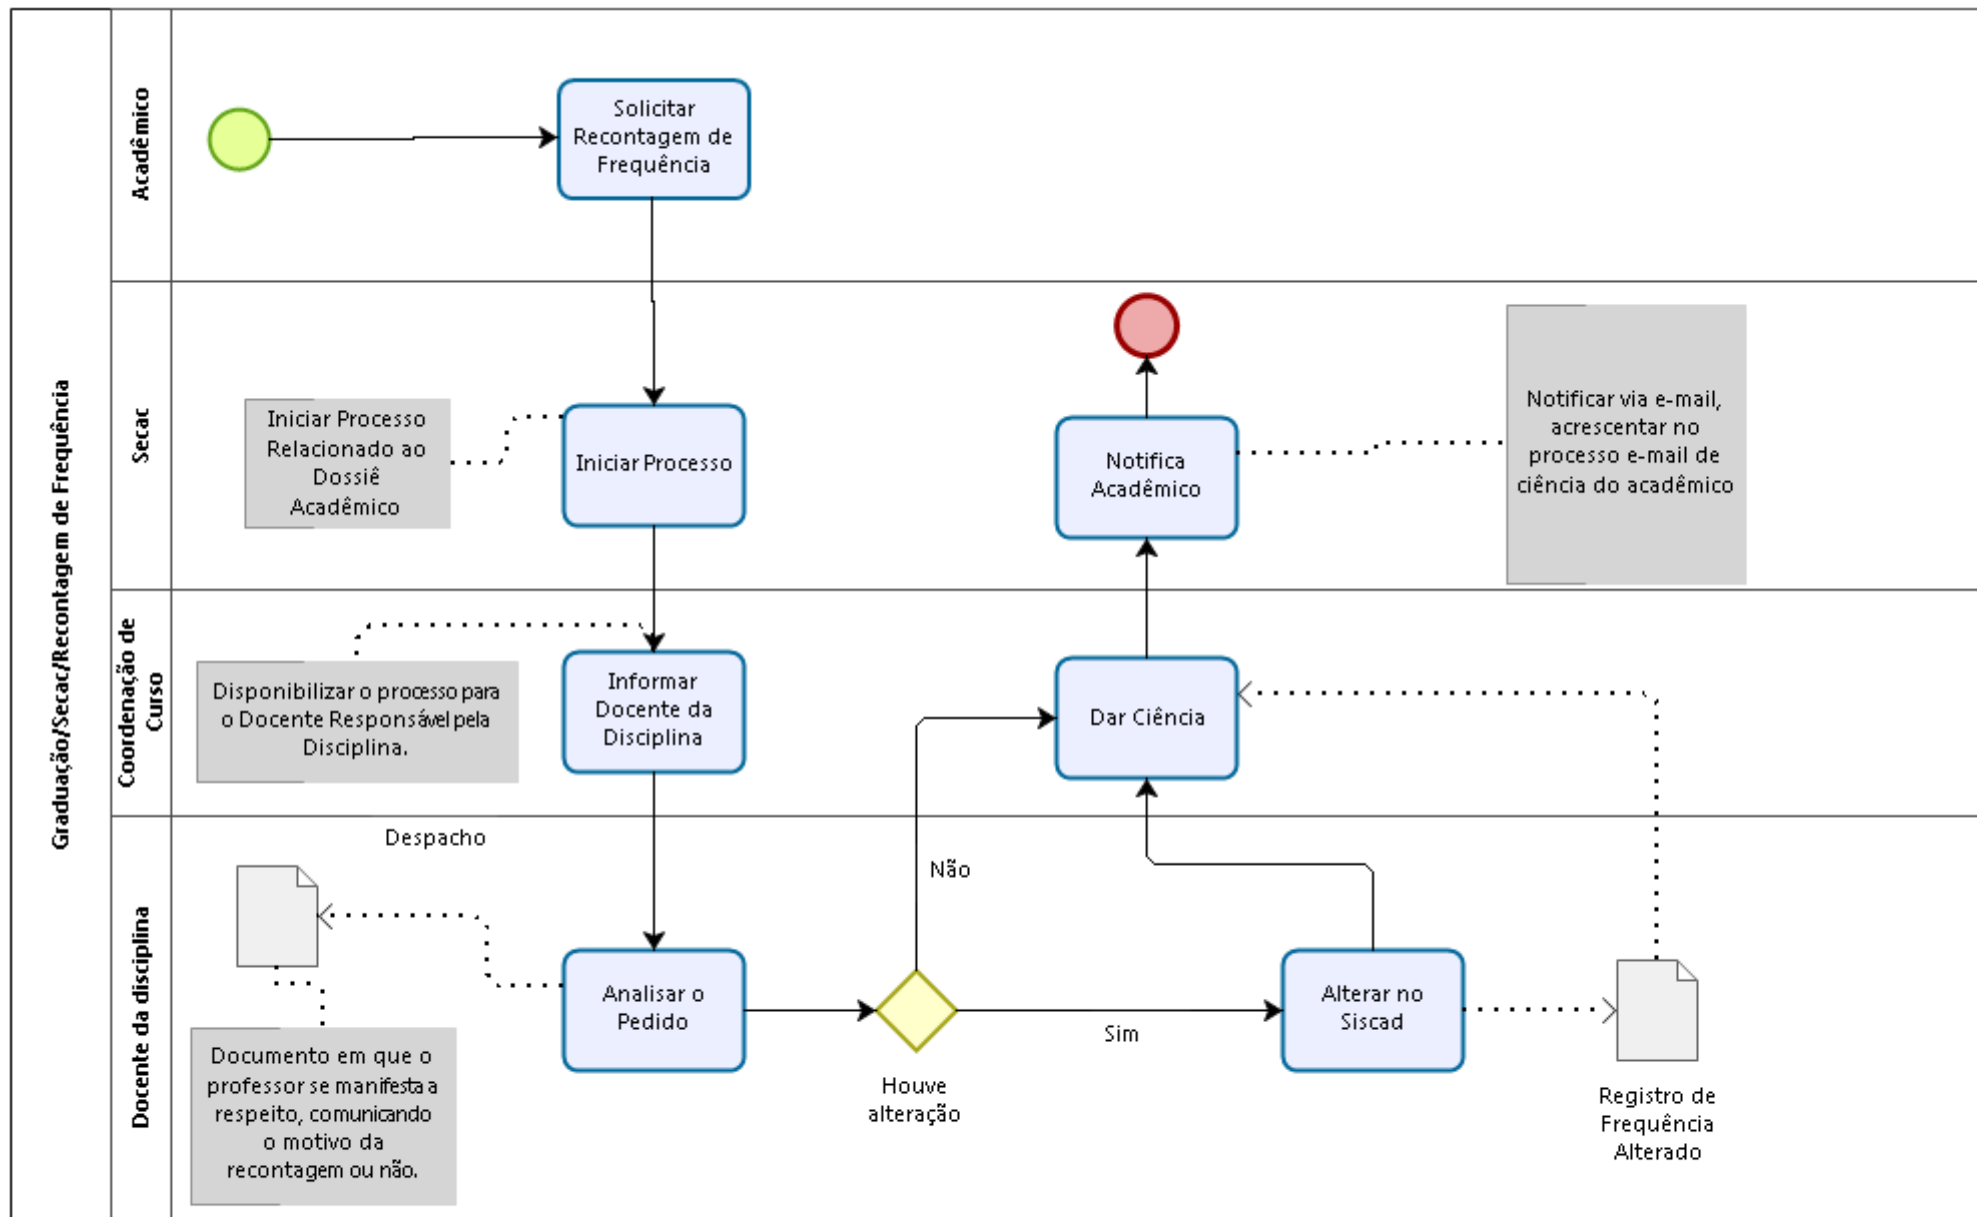 Graduação/Secac/Recontagem de Frequência
Acadêmico
Solicitar
Recontagem de
Frequência
Secac
Iniciar Processo
Relacionado ao
Dossiê
Acadêmico
Iniciar Processo
Notifica
Acadêmico
Notificar via e-mail,
acrescentar no
processo e-mail de
ciência do acadêmico
Coordenação de
Curso
Disponibilizar o processo para
o Docente Responsável pela
Disciplina.
Informar
Docente da
Disciplina
Dar Ciência
Docente da disciplina
Despacho
Documento em que o
professor se manifesta a
respeito, comunicando
o motivo da
recontagem ou não.
Analisar o
Pedido
Não
Houve
alteração
Sim
Alterar no
Siscad
Registro de
Frequência
Alterado